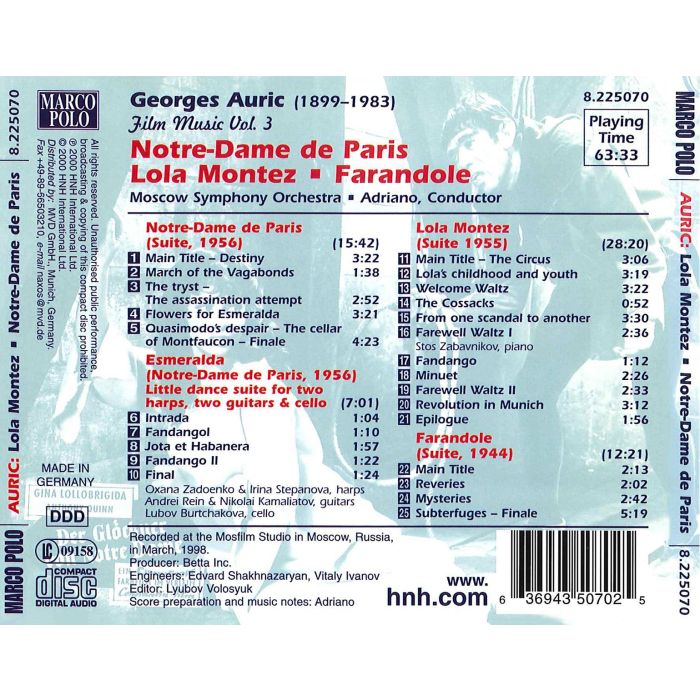 MARCO POLO
Georges Auric (1899–1983)
Film Music Vol. 3
Notre-Dame de Paris
Lola Montez ▪ Farandole
Moscow Symphony Orchestra ▪ Adriano, Conductor
8.225070
Playing
Time
63:33
Notre-Dame de Paris
(Suite, 1956) (15:42)
1 Main Title – Destiny 3:22
2 March of the Vagabonds 1:38
3 The tryst –
The assassination attempt 2:52
4 Flowers for Esmeralda 3:21
5 Quasimodo's despair – The cellar
of Montfaucon – Finale 4:23
Esmeralda
(Notre-Dame de Paris, 1956)
Little dance suite for two
harps, two guitars & cello (7:01)
6 Intrada 1:04
7 Fandangol 1:10
8 Jota et Habanera 1:57
9 Fandango II 1:22
10 Final 1:24
Oxana Zadoenko & Irina Stepanova, harps
Andrei Rein & Nikolai Kamaliatov, guitars
Lubov Burtchakova, cello
Lola Montez
(Suite 1955) (28:20)
11 Main Title – The Circus 3:06
12 Lola's childhood and youth 3:19
13 Welcome Waltz 3:22
14 The Cossacks 0:52
15 From one scandal to another 3:30
16 Farewell Waltz I 2:36
Stos Zabavnikov, piano
17 Fandango 1:12
18 Minuet 2:26
19 Farewell Waltz II 2:33
20 Revolution in Munich 3:12
21 Epilogue 1:56
Farandole
(Suite, 1944) (12:21)
22 Main Title 2:13
23 Reveries 2:02
24 Mysteries 2:42
25 Subterfuges – Finale 5:19
Recorded at the Mosfilm Studio in Moscow, Russia,
in March, 1998.
Producer: Betta Inc.
Engineers: Edvard Shakhnazaryan, Vitaly Ivanov
Editor: Lyubov Volosyuk
Score preparation and music notes: Adriano
www.
hnh.com
6 36943 50702 5
MADE IN
GERMANY
GINA LOLLOBRIGIDA
DDD
LC 09158
COMPACT
disc
DIGITAL AUDIO
All rights reserved. Unauthorised public performance,
broadcasting & copying of this compact disc prohibited.
℗ 2000 HNH International Ltd.
© 2000 HNH International Ltd.
Distributed by: MVD GmbH., Munich, Germany.
Fax +49-89-56503210, e-mail naxos@mvd.de
MARCO POLO AURIC: Lola Montez ▪ Notre-Dame de Paris 8.225070
MARCO POLO AURIC: Lola Montez ▪ Notre-Dame de Paris 8.225070